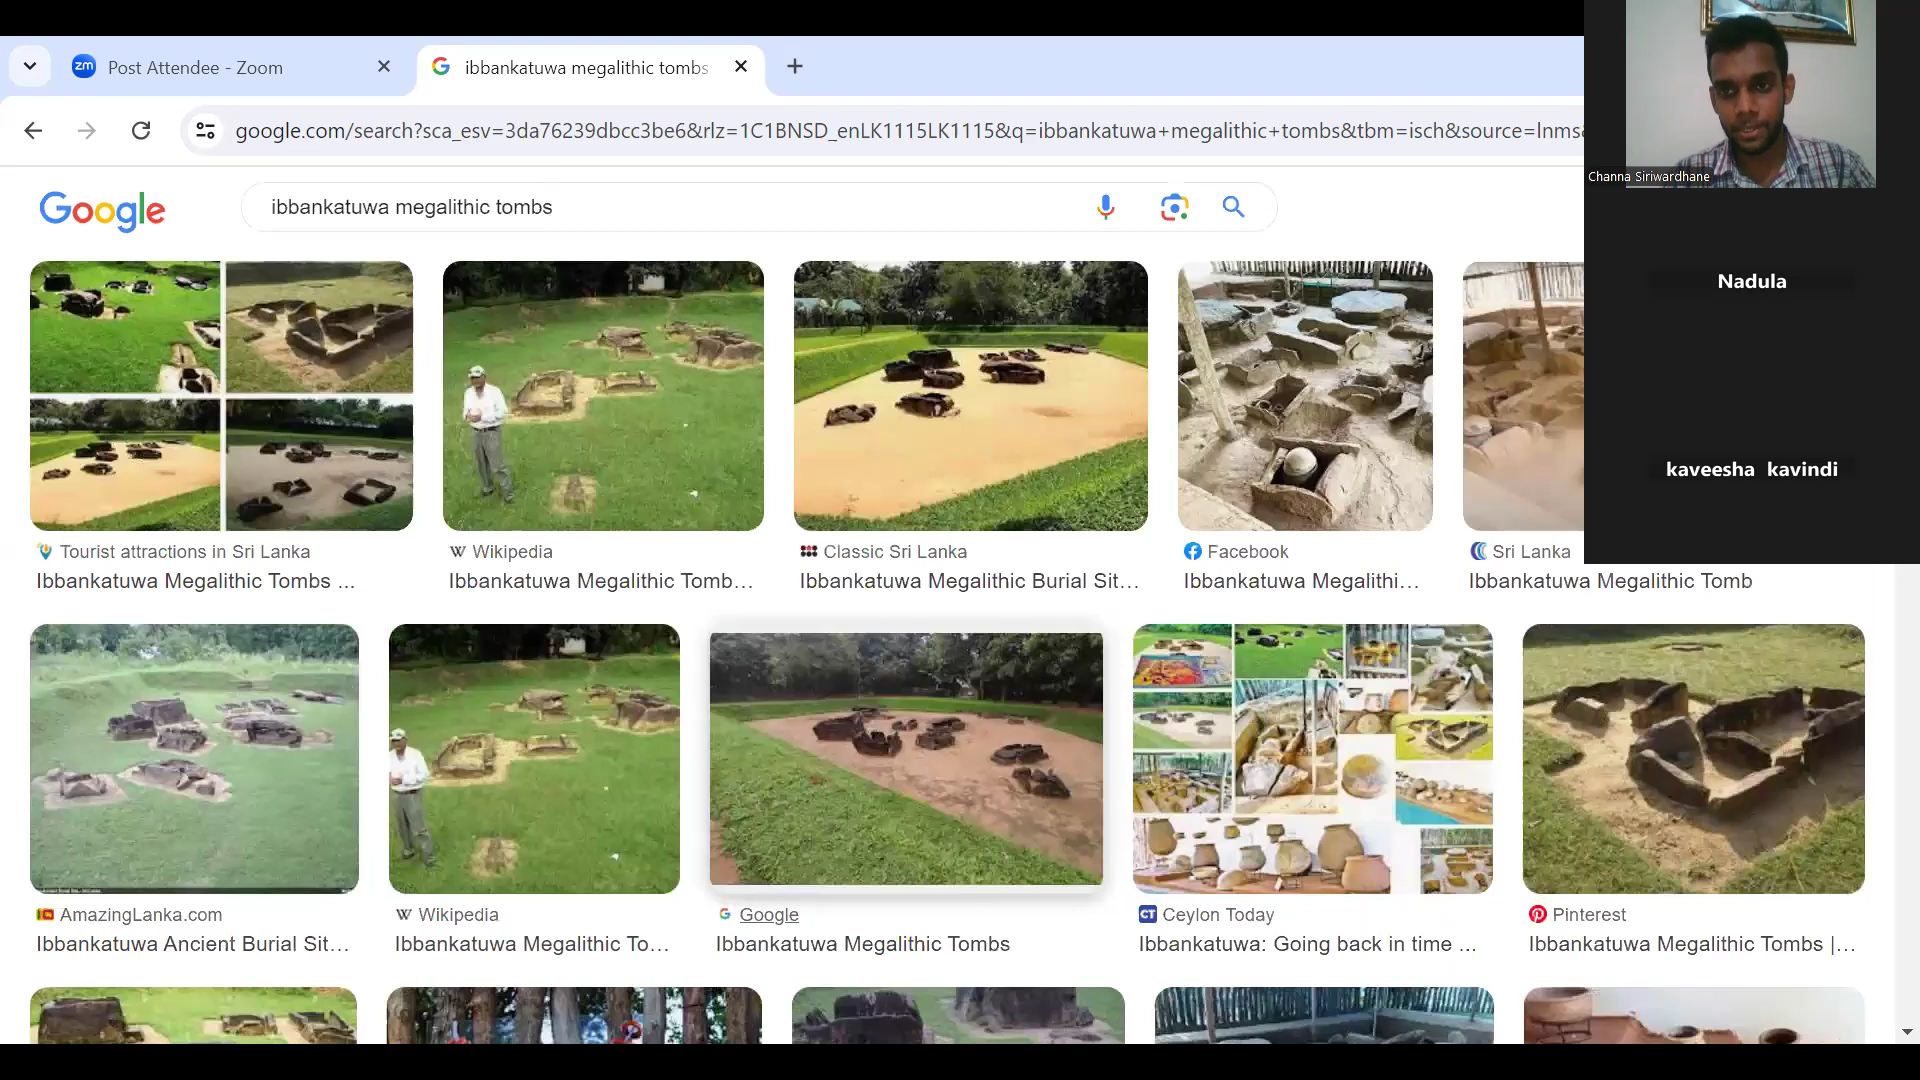 Post Attendee - Zoom
ibbankatuwa megalithic tombs
google.com/search?sca_esv=3da76239dbcc3be6&rlz=1C1BNSD_enLK1115LK1115&q=ibbankatuwa+megalithic+tombs&tbm=isch&source=lnms
Channa Siriwardhane
Google
ibbankatuwa megalithic tombs
Nadula
kaveesha kavindi
Tourist attractions in Sri Lanka
Ibbankatuwa Megalithic Tombs ...
W Wikipedia
Ibbankatuwa Megalithic Tomb...
Classic Sri Lanka
Ibbankatuwa Megalithic Burial Sit...
Facebook
Ibbankatuwa Megalithi...
Sri Lanka
Ibbankatuwa Megalithic Tomb
AmazingLanka.com
Ibbankatuwa Ancient Burial Sit...
W Wikipedia
Ibbankatuwa Megalithic To...
Google
Ibbankatuwa Megalithic Tombs
CT Ceylon Today
Ibbankatuwa: Going back in time ...
Pinterest
Ibbankatuwa Megalithic Tombs |...